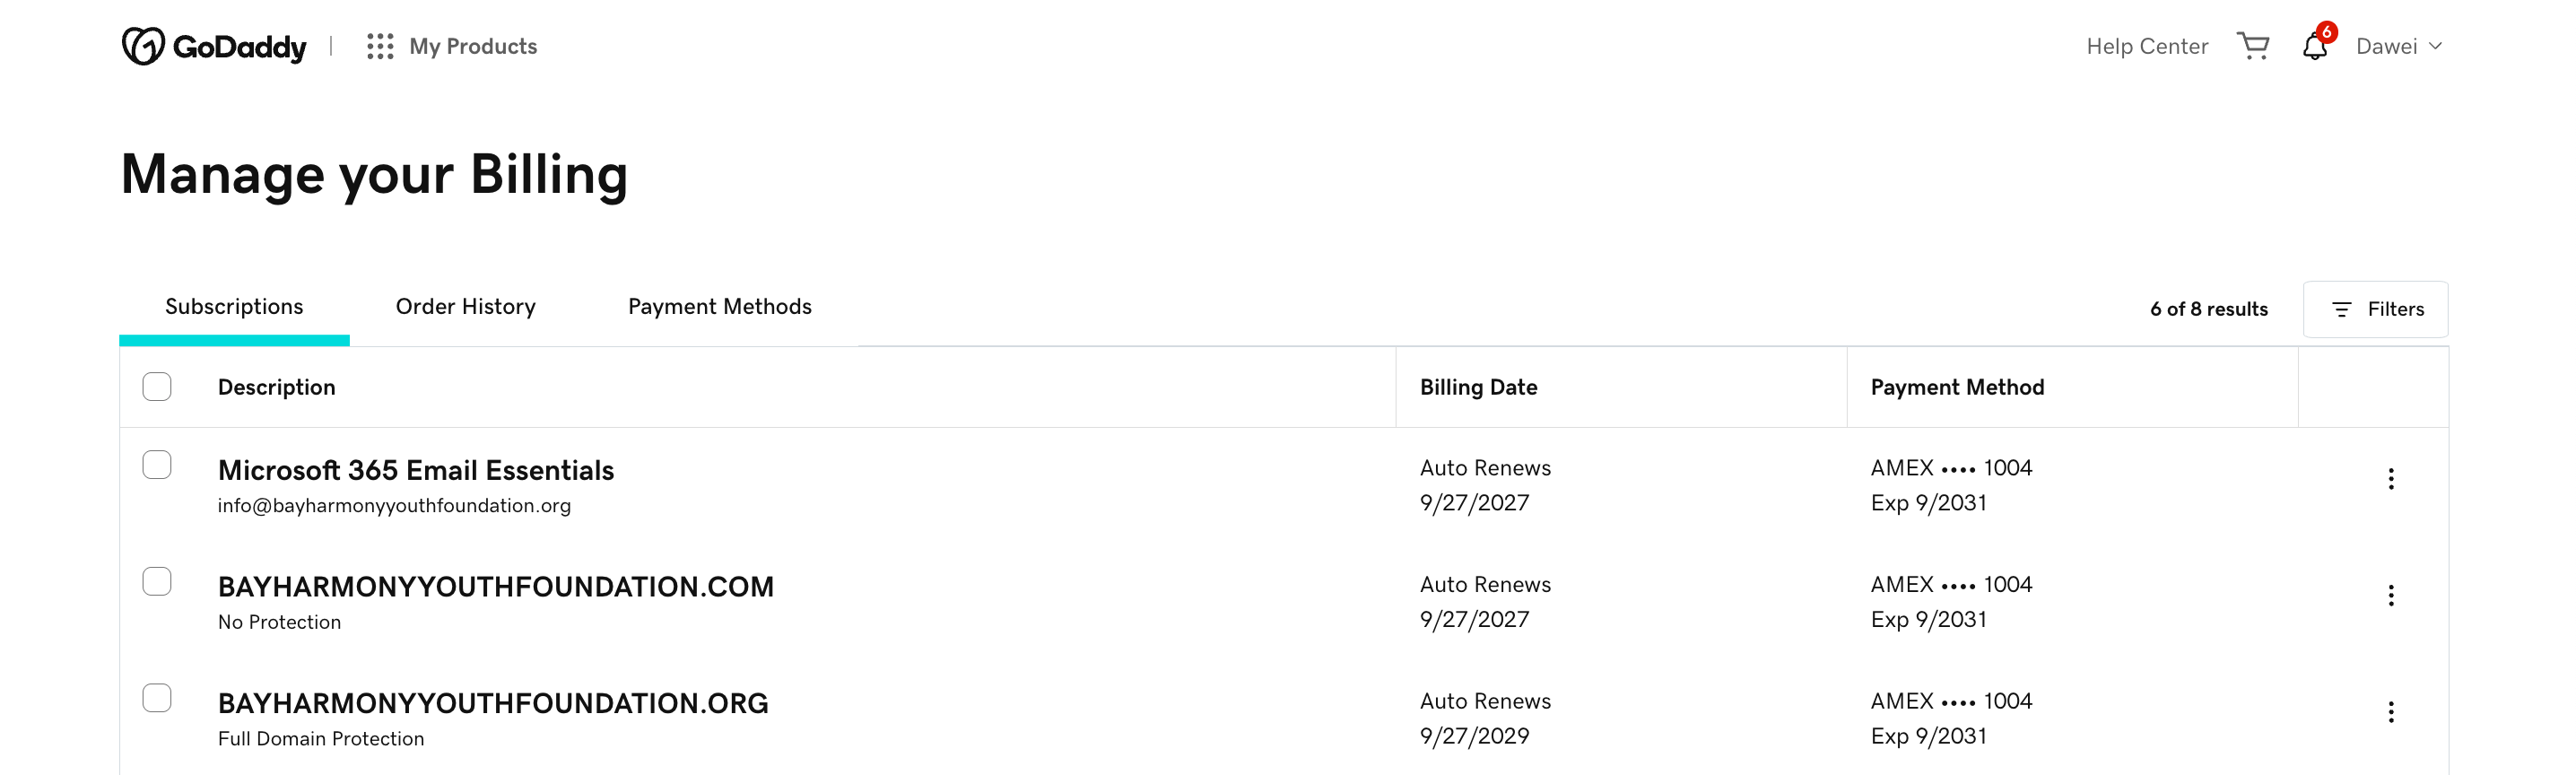 GoDaddy | My Products Help Center 6 Dawei
Manage your Billing
Subscriptions Order History Payment Methods 6 of 8 results Filters
Description Billing Date Payment Method
Microsoft 365 Email Essentials Auto Renews AMEX •••• 1004
info@bayharmonyyouthfoundation.org 9/27/2027 Exp 9/2031
BAYHARMONYYOUTHFOUNDATION.COM Auto Renews AMEX •••• 1004
No Protection 9/27/2027 Exp 9/2031
BAYHARMONYYOUTHFOUNDATION.ORG Auto Renews AMEX •••• 1004
Full Domain Protection 9/27/2029 Exp 9/2031